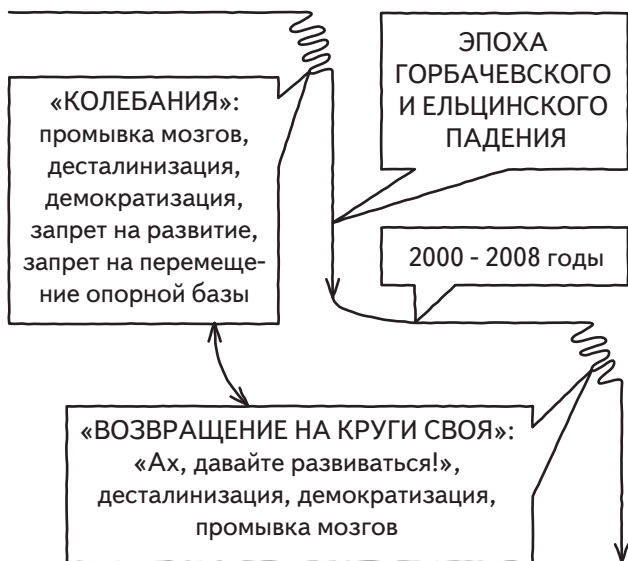 ЭПОХА
ГОРБАЧЕВСКОГО
И ЕЛЬЦИНСКОГО
ПАДЕНИЯ
«КОЛЕБАНИЯ»:
промывка мозгов,
десталинизация,
демократизация,
запрет на развитие,
запрет на перемеще-
ние опорной базы
2000 - 2008 годы
«ВОЗВРАЩЕНИЕ НА КРУГИ СВОЯ»:
«Ах, давайте развиваться!»,
десталинизация, демократизация,
промывка мозгов